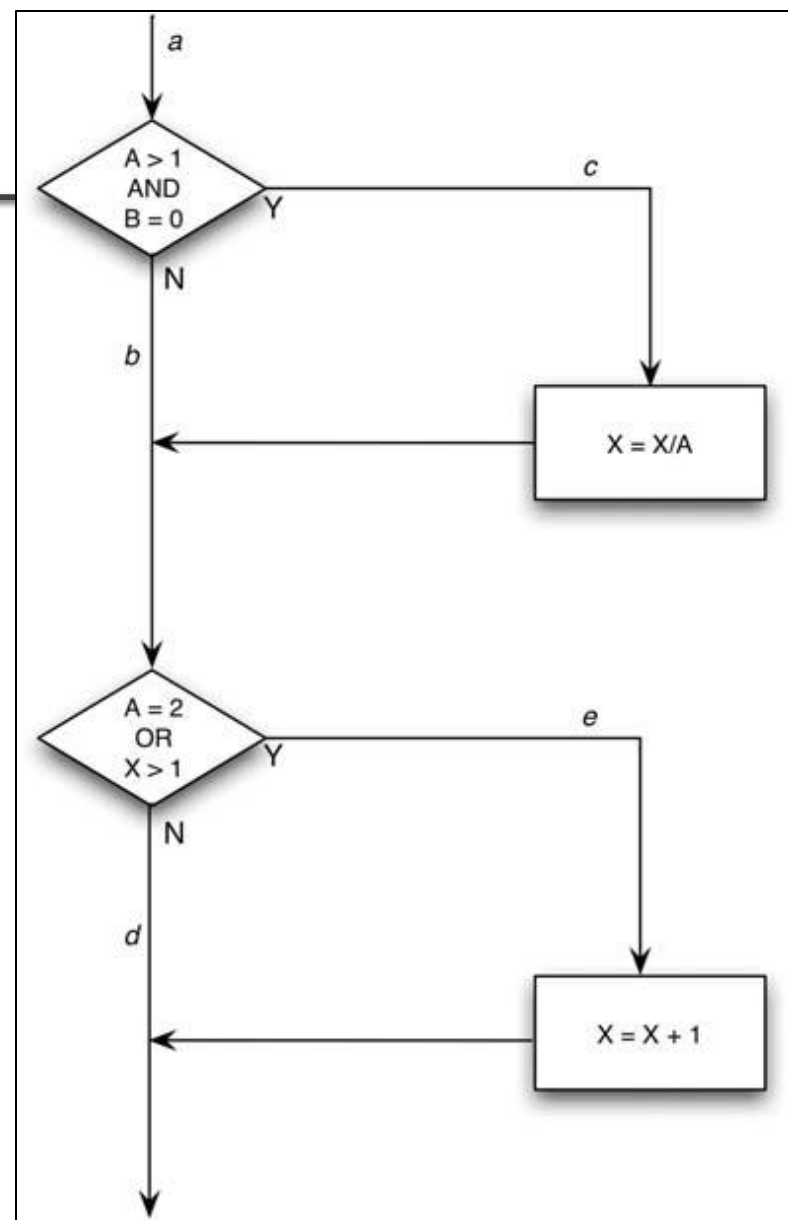 a
A > 1
AND
B = 0
Y
c
N
b
X = X/A
A = 2
OR
X > 1
Y
e
N
d
X = X + 1